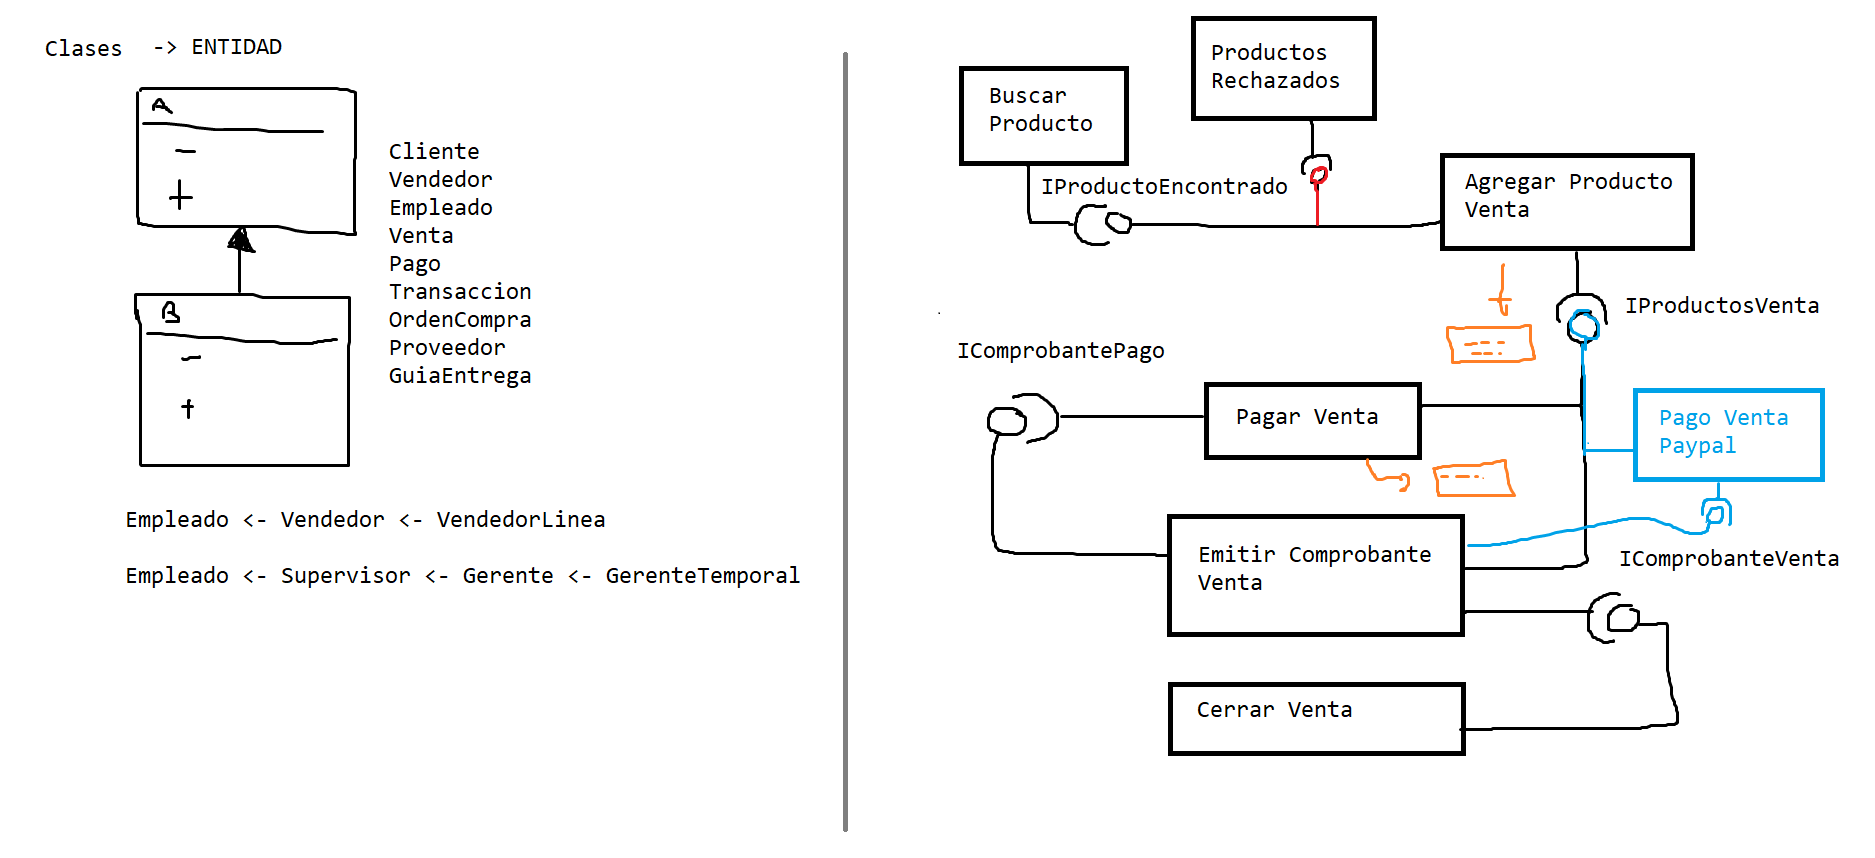 Clases -> ENTIDAD
A
-
+
B
-
+
Cliente
Vendedor
Empleado
Venta
Pago
Transaccion
OrdenCompra
Proveedor
GuiaEntrega
Empleado <- Vendedor <- VendedorLinea
Empleado <- Supervisor <- Gerente <- GerenteTemporal
Buscar
Producto
Productos
Rechazados
IProductoEncontrado
Agregar Producto
Venta
IProductosVenta
IComprobantePago
Pagar Venta
Pago Venta
Paypal
Emitir Comprobante
Venta
IComprobanteVenta
Cerrar Venta